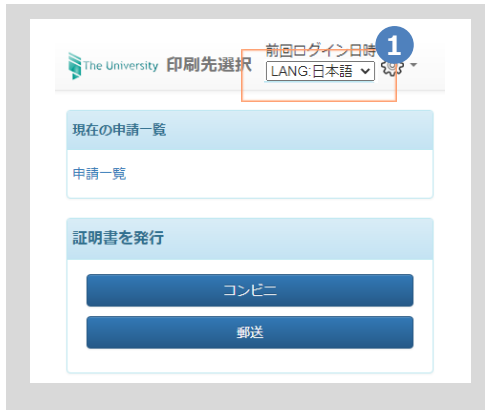 前回ログイン日時
1
The University 印刷先選択 LANG:日本語
現在の申請一覧
申請一覧
証明書を発行
コンビニ
郵送